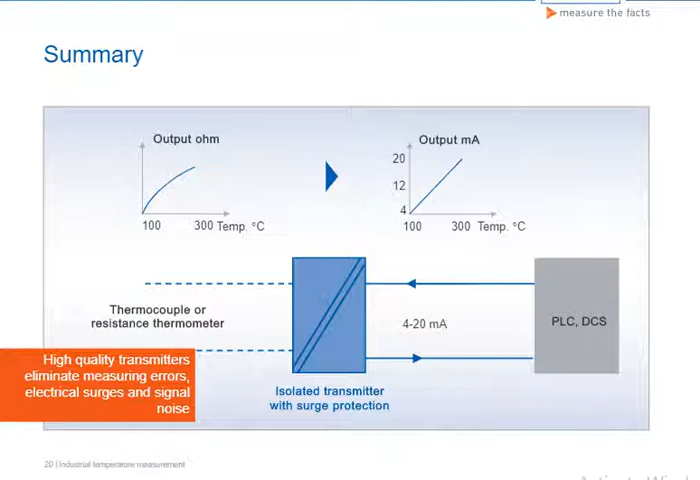 measure the facts
Summary
Output ohm
100
300 Temp. °C
Output mA
20
12
4
100
300 Temp. °C
Thermocouple or
resistance thermometer
4-20 mA
PLC, DCS
Isolated transmitter
with surge protection
High quality transmitters
eliminate measuring errors,
electrical surges and signal
noise
20 | Industrial temperature measurement